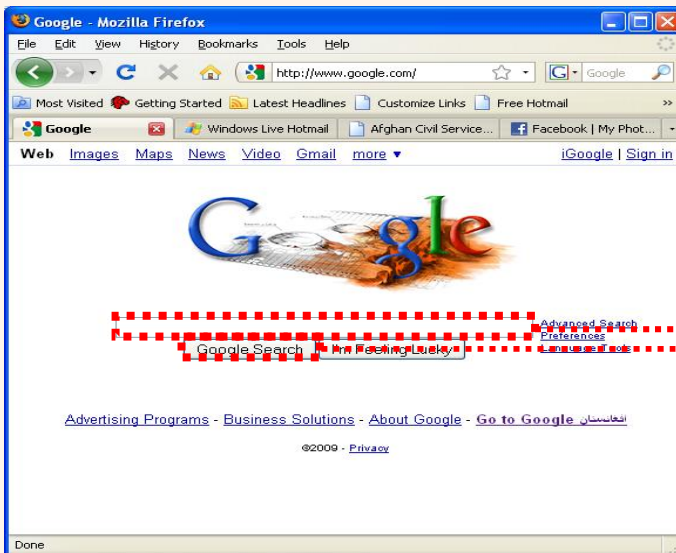 Google - Mozilla Firefox
File Edit View History Bookmarks Tools Help
http://www.google.com/ G Google
Most Visited Getting Started Latest Headlines Customize Links Free Hotmail »
Google Windows Live Hotmail Afghan Civil Service... Facebook | My Phot...
Web Images Maps News Video Gmail more ▼ iGoogle | Sign in
Google
Advanced Search
Preferences
Google Search I'm Feeling Lucky Language Tools
Advertising Programs - Business Solutions - About Google - Go to Google افغانستان
©2009 - Privacy
Done